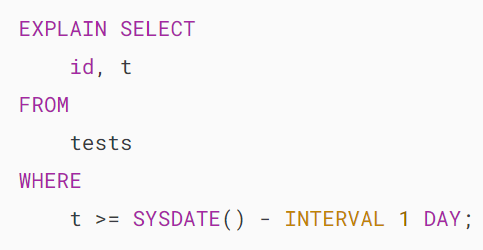 EXPLAIN SELECT
id, t
FROM
tests
WHERE
t >= SYSDATE() - INTERVAL 1 DAY;